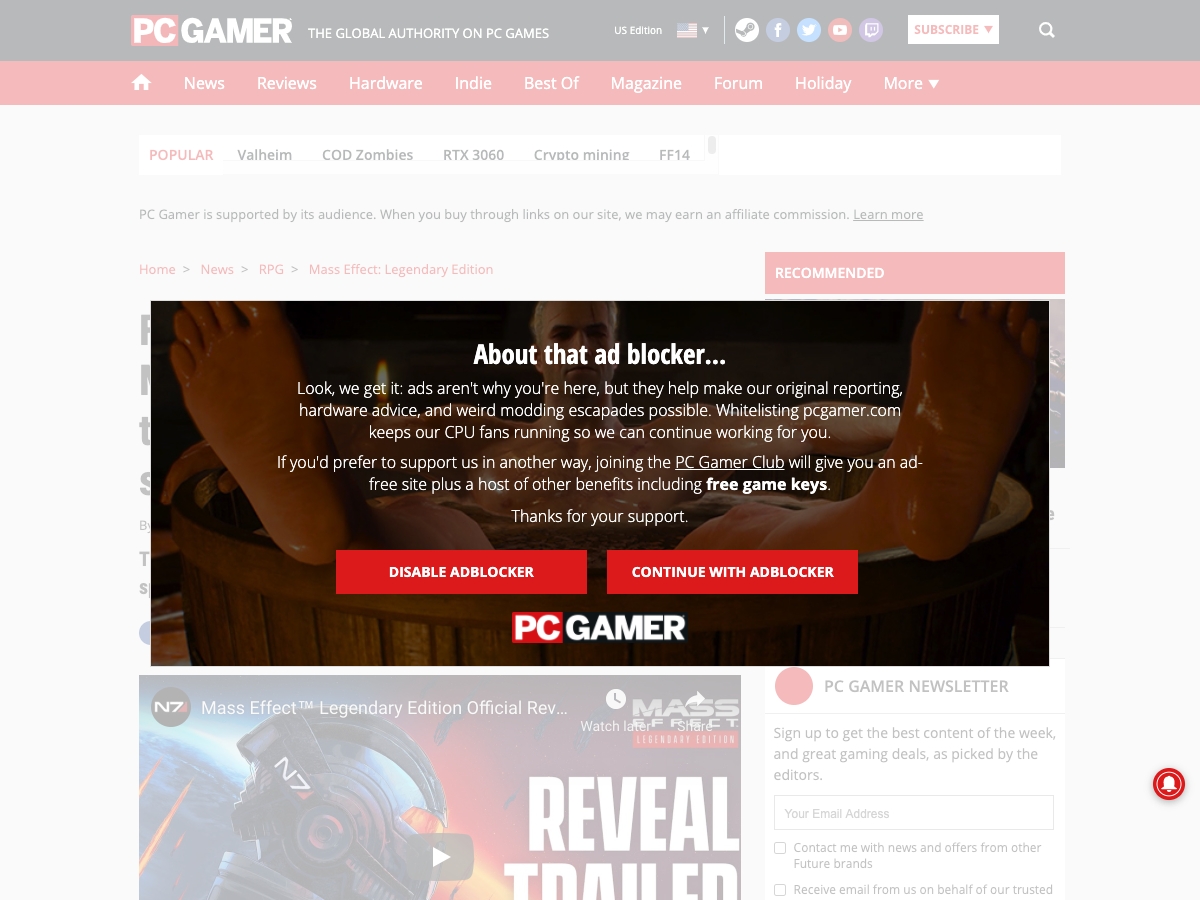 PC GAMER THE GLOBAL AUTHORITY ON PC GAMES
US Edition
SUBSCRIBE
News Reviews Hardware Indie Best Of Magazine Forum Holiday More
POPULAR Valheim COD Zombies RTX 3060 Crypto mining FF14
PC Gamer is supported by its audience. When you buy through links on our site, we may earn an affiliate commission. Learn more
Home > News > RPG > Mass Effect: Legendary Edition
RECOMMENDED
About that ad blocker...
Look, we get it: ads aren't why you're here, but they help make our original reporting,
hardware advice, and weird modding escapades possible. Whitelisting pcgamer.com
keeps our CPU fans running so we can continue working for you.
If you'd prefer to support us in another way, joining the PC Gamer Club will give you an ad-
free site plus a host of other benefits including free game keys.
Thanks for your support.
DISABLE ADBLOCKER CONTINUE WITH ADBLOCKER
PC GAMER
By
N7 Mass Effect™ Legendary Edition Official Rev...
Watch later Share
MASS
EFFECT
LEGENDARY EDITION
N7
REVEAL
TRAILER
PC GAMER NEWSLETTER
Sign up to get the best content of the week,
and great gaming deals, as picked by the
editors.
Your Email Address
Contact me with news and offers from other
Future brands
Receive email from us on behalf of our trusted